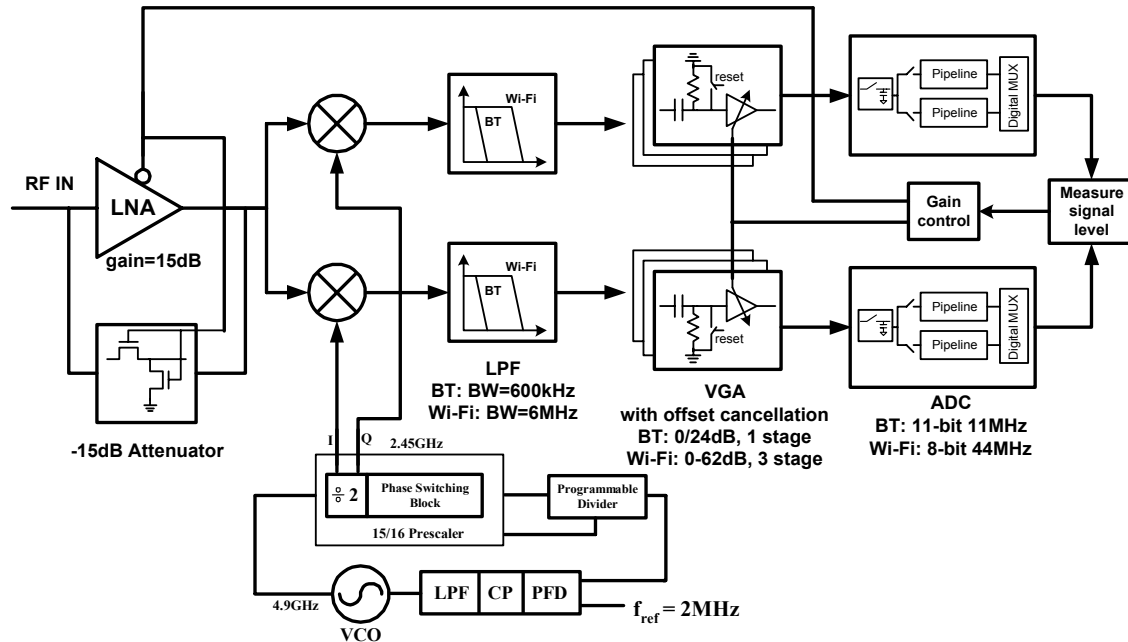 RF IN
LNA
gain=15dB
-15dB Attenuator
Wi-Fi
BT
Wi-Fi
BT
LPF
BT: BW=600kHz
Wi-Fi: BW=6MHz
reset
reset
VGA
with offset cancellation
BT: 0/24dB, 1 stage
Wi-Fi: 0-62dB, 3 stage
Pipeline
Pipeline
Digital MUX
Gain
control
Measure
signal
level
Pipeline
Pipeline
Digital MUX
ADC
BT: 11-bit 11MHz
Wi-Fi: 8-bit 44MHz
I
Q
2.45GHz
÷ 2
Phase Switching
Block
15/16 Prescaler
Programmable
Divider
4.9GHz
VCO
LPF
CP
PFD
f_ref = 2MHz